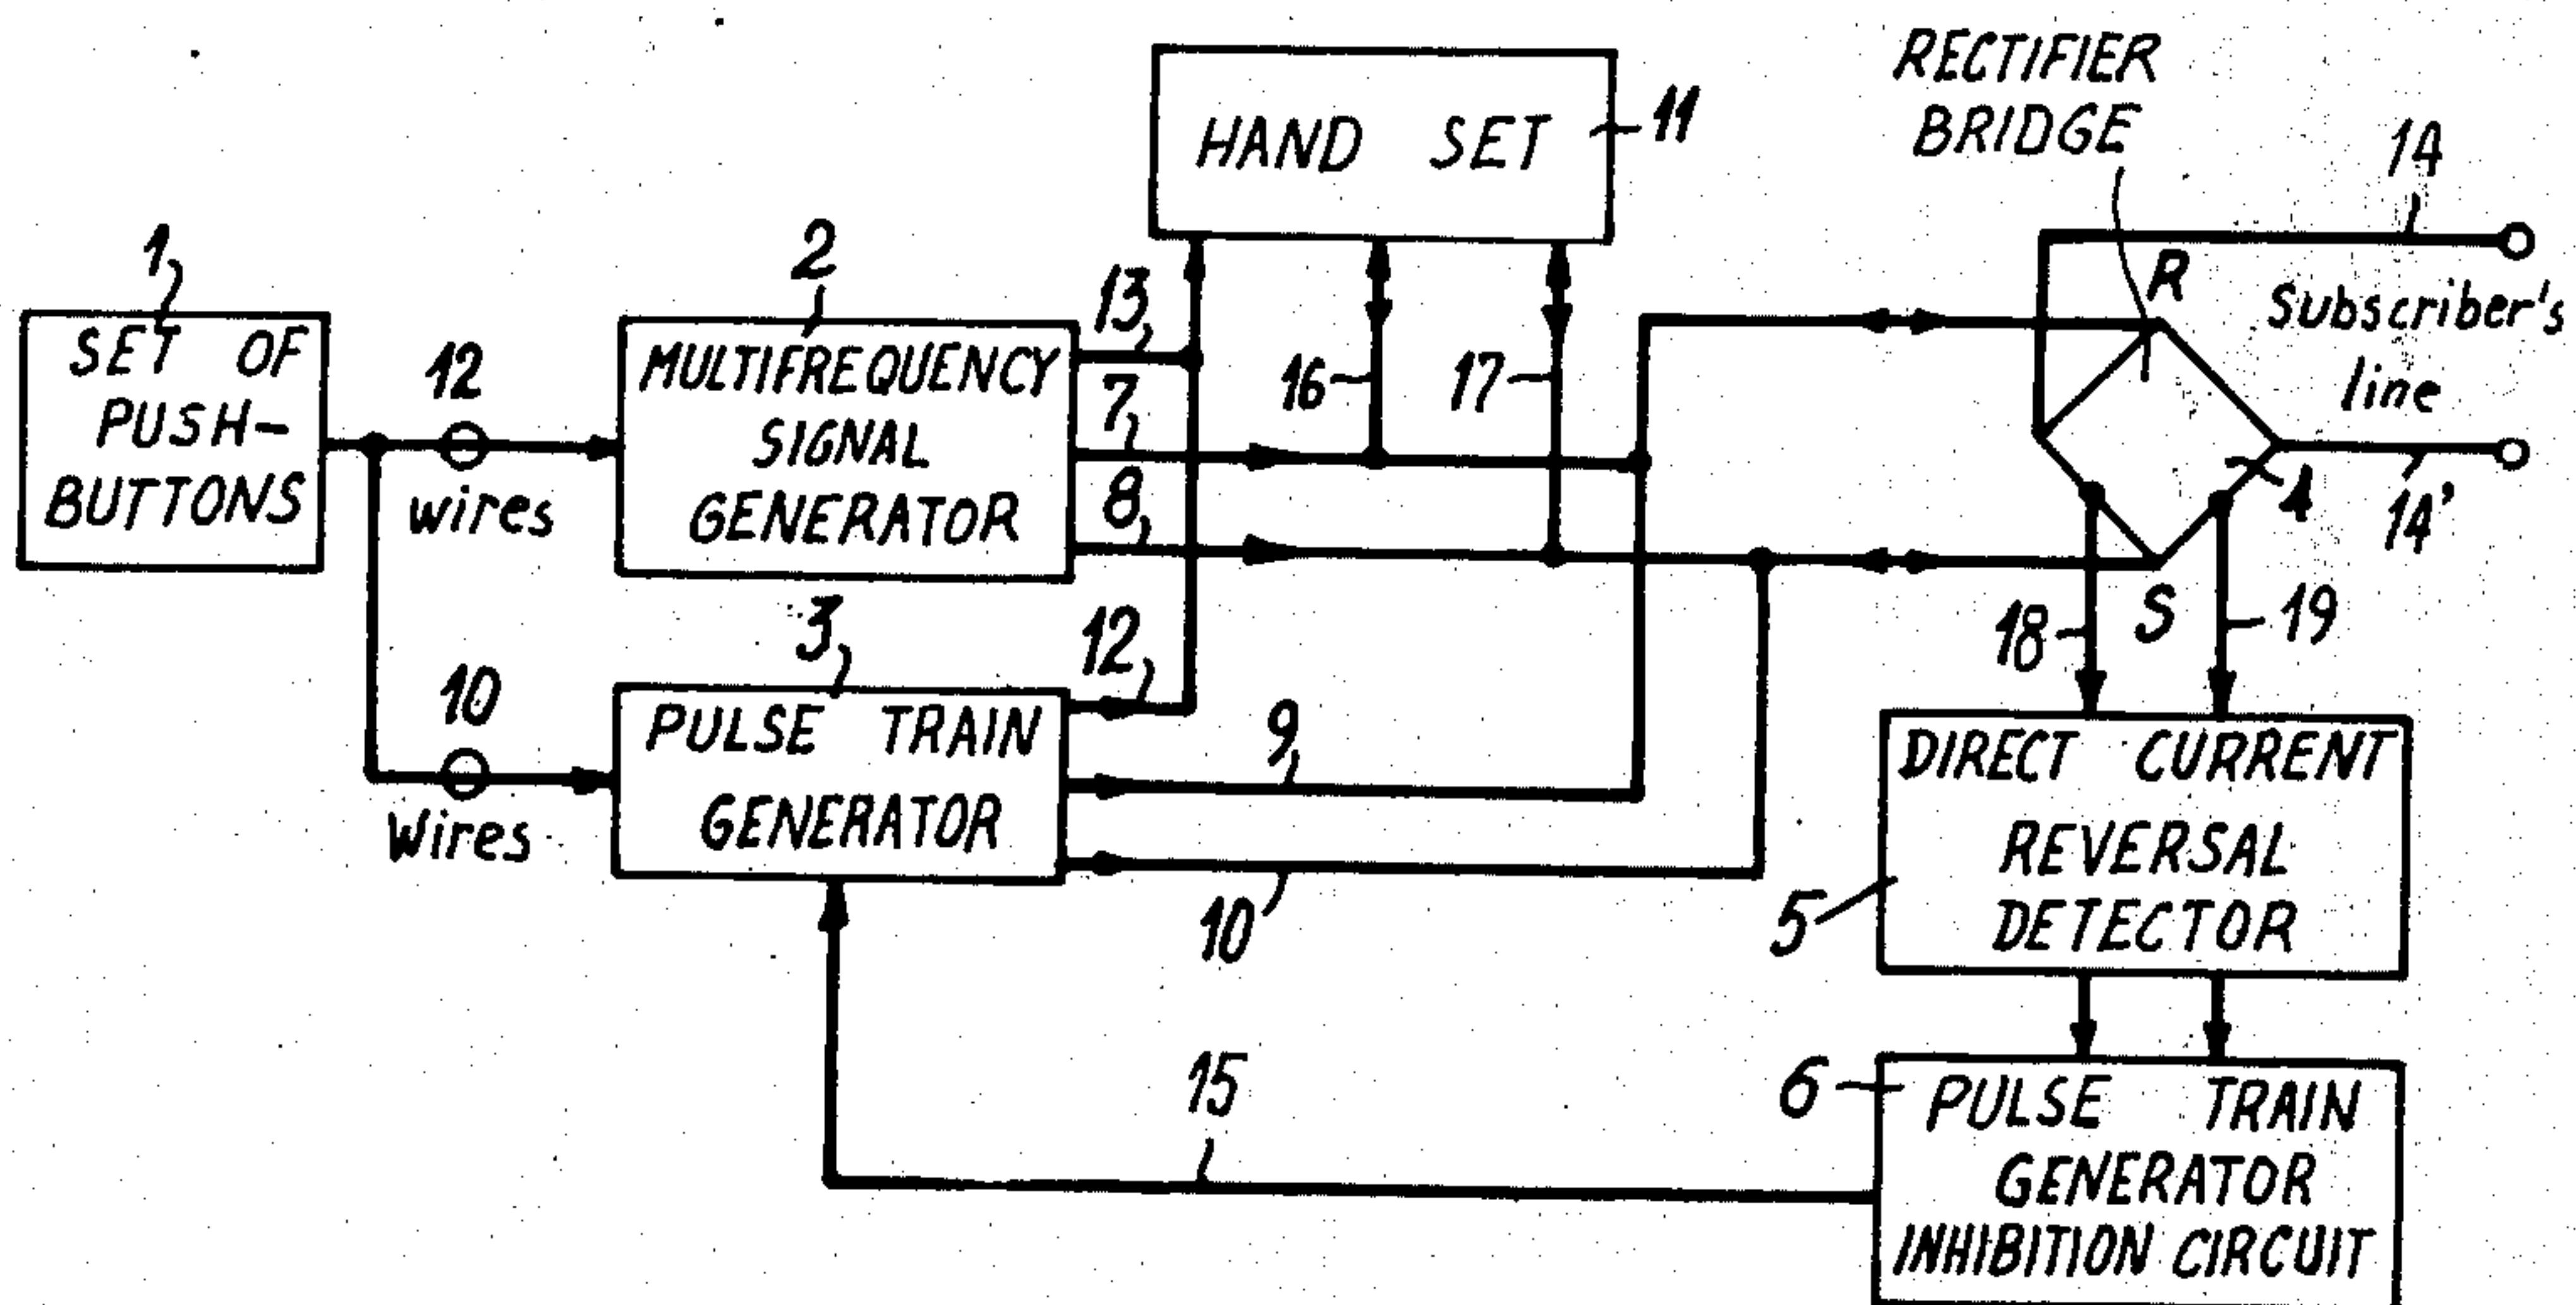 RECTIFIER
BRIDGE
HAND SET
11
14
1
2
13
R
Subscriber's
line
SET OF
PUSH-
BUTTONS
12
wires
MULTIFREQUENCY
SIGNAL
GENERATOR
7
8
16
17
4
14'
3
12
18
S
19
10
Wires
PULSE TRAIN
GENERATOR
9
10
DIRECT CURRENT
REVERSAL
DETECTOR
5
15
6
PULSE TRAIN
GENERATOR
INHIBITION CIRCUIT